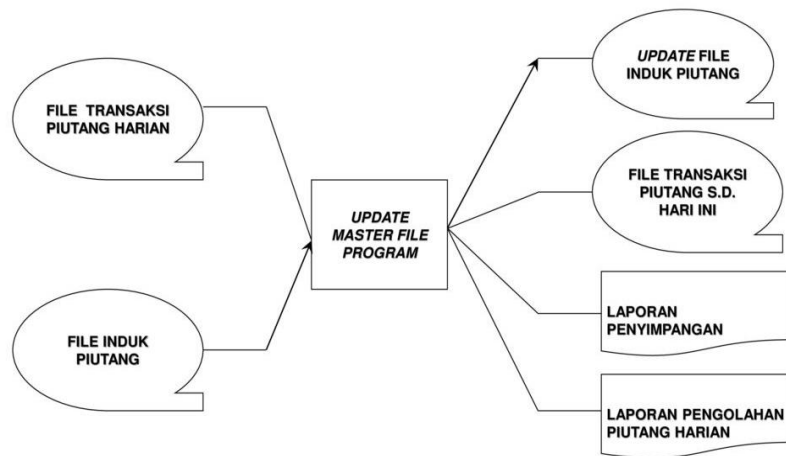 FILE TRANSAKSI
PIUTANG HARIAN
FILE INDUK
PIUTANG
UPDATE
MASTER FILE
PROGRAM
UPDATE FILE
INDUK PIUTANG
FILE TRANSAKSI
PIUTANG S.D.
HARI INI
LAPORAN
PENYIMPANGAN
LAPORAN PENGOLAHAN
PIUTANG HARIAN